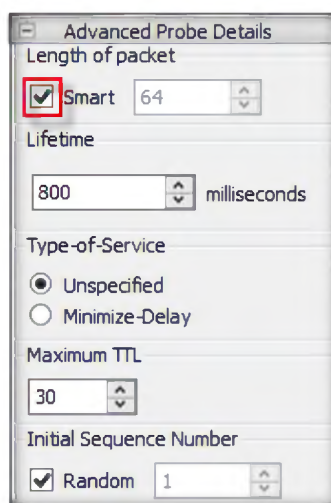 Advanced Probe Details
Length of packet
Smart 64
Lifetime
800 milliseconds
Type-of-Service
Unspecified
Minimize-Delay
Maximum TTL
30
Initial Sequence Number
Random 1